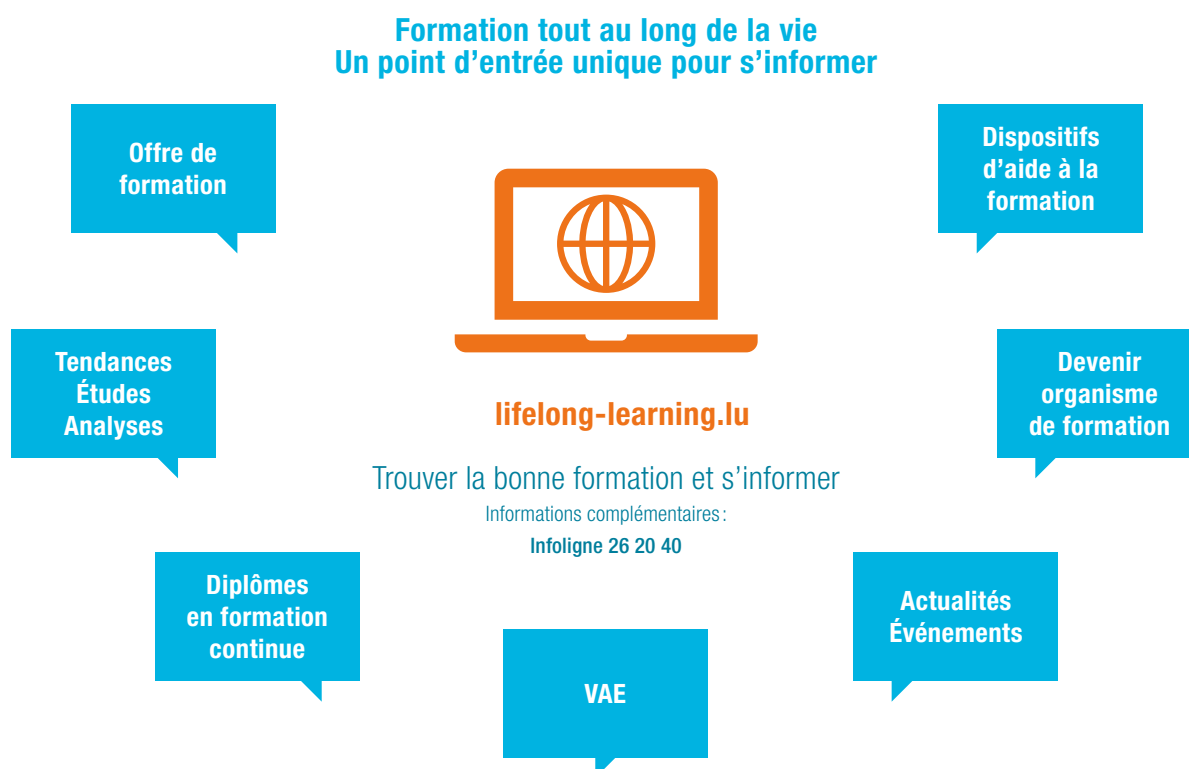 Formation tout au long de la vie
Un point d’entrée unique pour s’informer
Offre de
formation
Dispositifs
d’aide à la
formation
Tendances
Études
Analyses
Devenir
organisme
de formation
lifelong-learning.lu
Trouver la bonne formation et s’informer
Informations complémentaires :
Infoligne 26 20 40
Diplômes
en formation
continue
Actualités
Événements
VAE